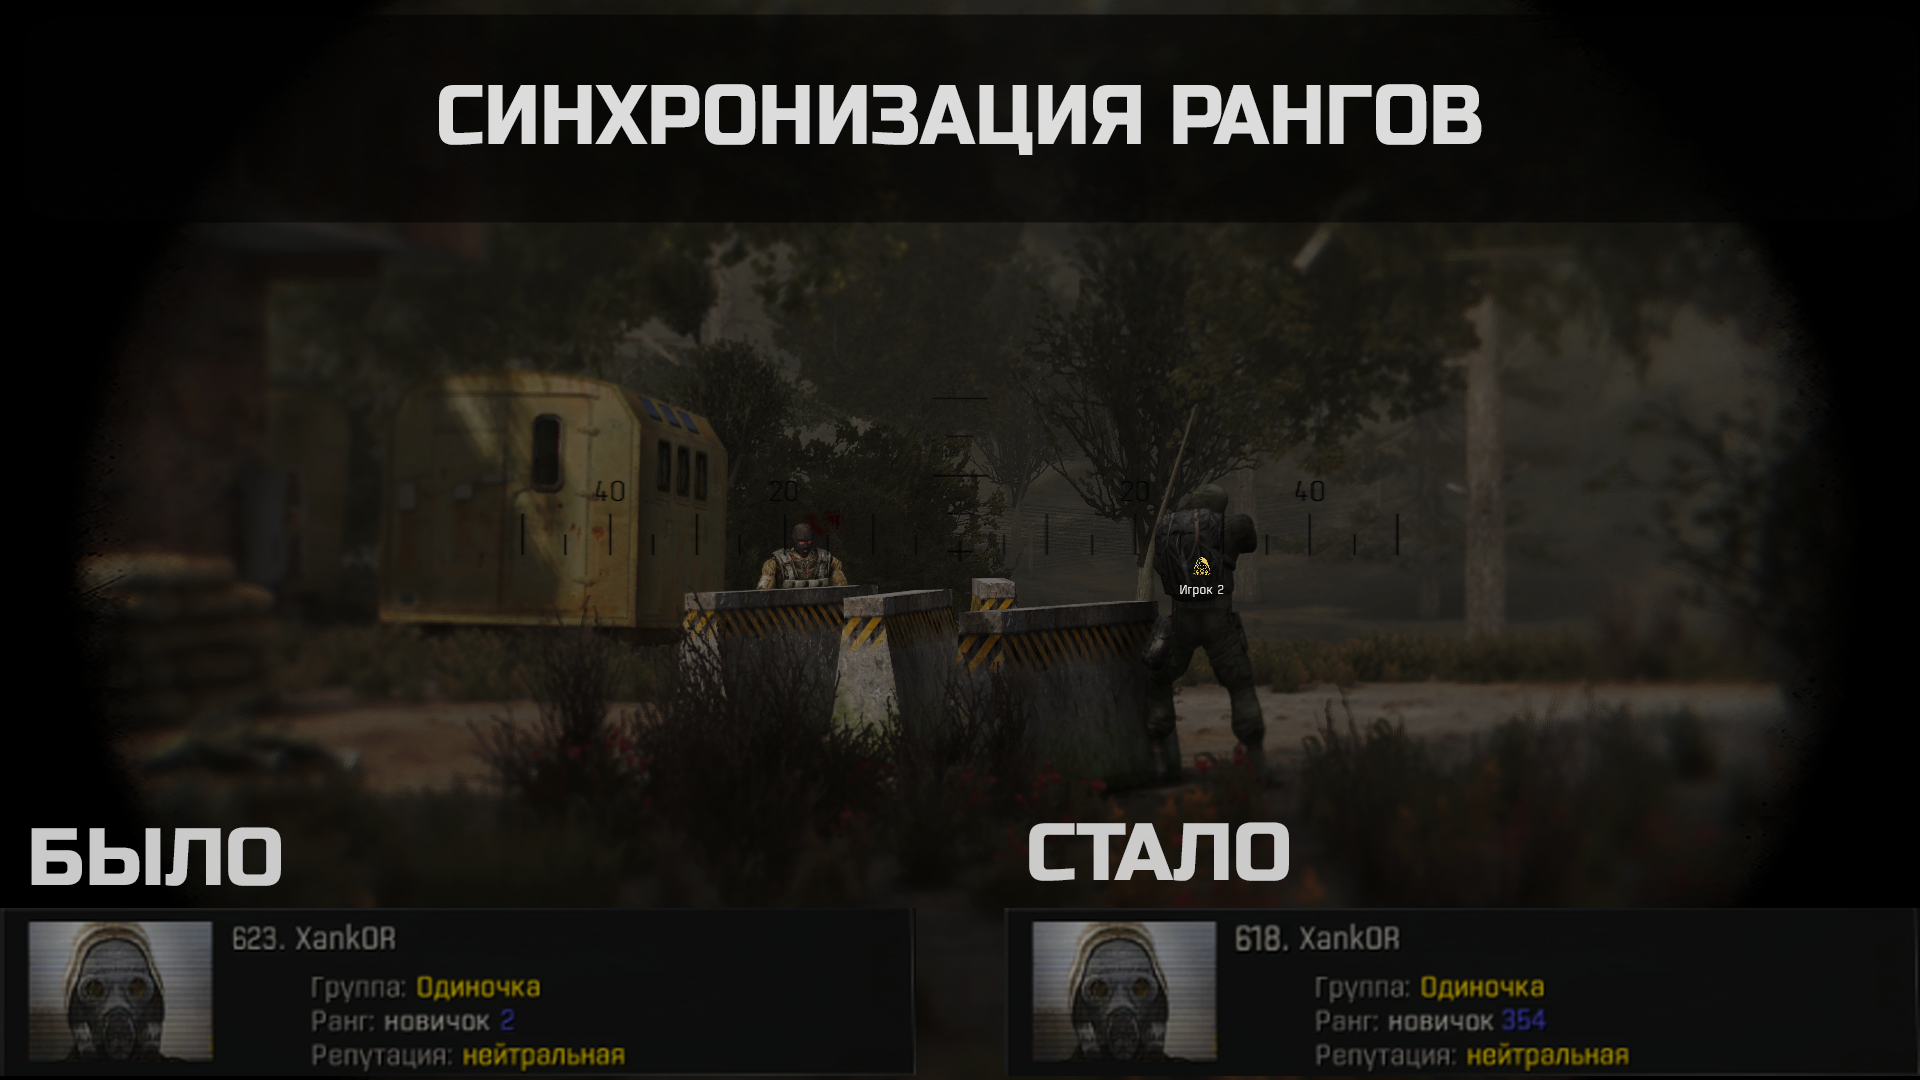 СИНХРОНИЗАЦИЯ РАНГОВ
40 20 20 40
Игрок 2
БЫЛО
СТАЛО
623. XankOR
Группа: Одиночка
Ранг: новичок 2
Репутация: нейтральная
618. XankOR
Группа: Одиночка
Ранг: новичок 354
Репутация: нейтральная